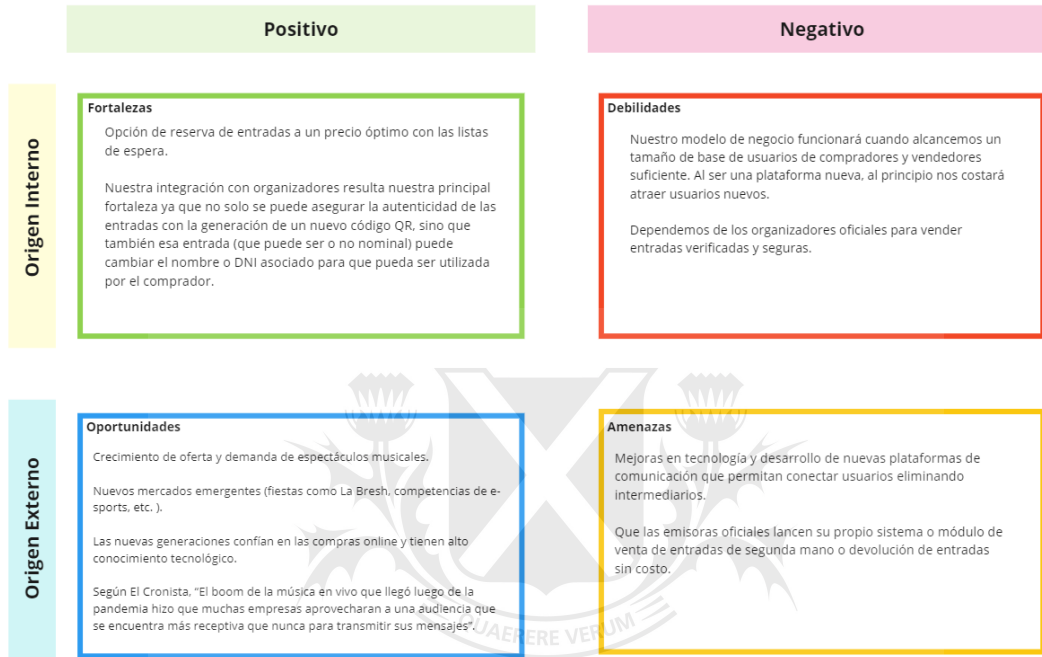 Positivo
Negativo
Origen Interno
Fortalezas
Opción de reserva de entradas a un precio óptimo con las listas
de espera.
Nuestra integración con organizadores resulta nuestra principal
fortaleza ya que no solo se puede asegurar la autenticidad de las
entradas con la generación de un nuevo código QR, sino que
también esa entrada (que puede ser o no nominal) puede
cambiar el nombre o DNI asociado para que pueda ser utilizada
por el comprador.
Debilidades
Nuestro modelo de negocio funcionará cuando alcancemos un
tamaño de base de usuarios de compradores y vendedores
suficiente. Al ser una plataforma nueva, al principio nos costará
atraer usuarios nuevos.
Dependemos de los organizadores oficiales para vender
entradas verificadas y seguras.
Origen Externo
Oportunidades
Crecimiento de oferta y demanda de espectáculos musicales.
Nuevos mercados emergentes (fiestas como La Bresh, competencias de e-
sports, etc. ).
Las nuevas generaciones confían en las compras online y tienen alto
conocimiento tecnológico.
Según El Cronista, “El boom de la música en vivo que llegó luego de la
pandemia hizo que muchas empresas aprovecharan a una audiencia que
se encuentra más receptiva que nunca para transmitir sus mensajes”.
Amenazas
Mejoras en tecnología y desarrollo de nuevas plataformas de
comunicación que permitan conectar usuarios eliminando
intermediarios.
Que las emisoras oficiales lancen su propio sistema o módulo de
venta de entradas de segunda mano o devolución de entradas
sin costo.
QUAERERE VERUM